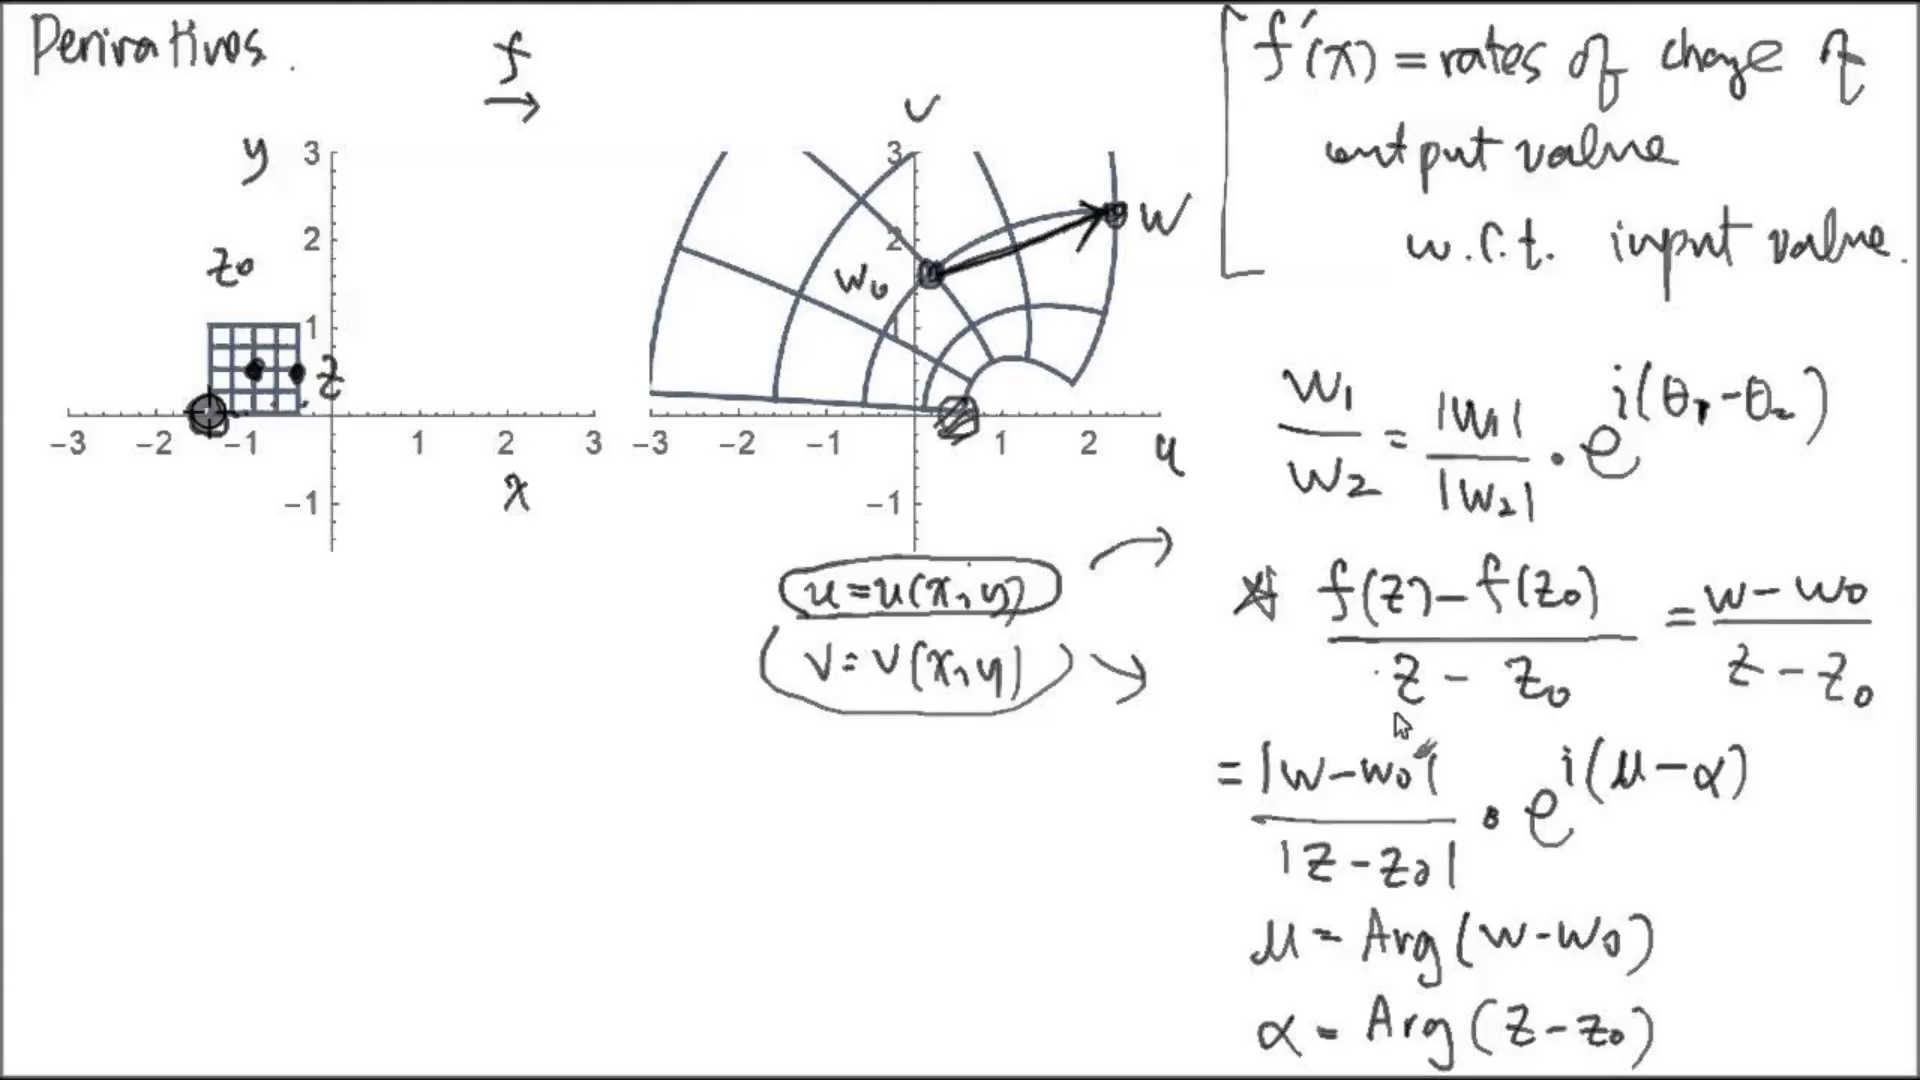 Derivatives.
f
→
y
3
z₀
1
z
-3 -2 -1 1 2 3
x
-1
v
3
2
w
w₀
-3 -2 -1 1 2
u
-1
u=u(x,y)
v=v(x,y)
f'(x) = rates of change of
output value
w.r.t. input value.
w₁/w₂ = |w₁|/|w₂| · e^{i(θ₁-θ₂)}
* (f(z)-f(z₀))/(z-z₀) = (w-w₀)/(z-z₀)
= |w-w₀|/|z-z₀| · e^{i(μ-α)}
μ = Arg(w-w₀)
α = Arg(z-z₀)